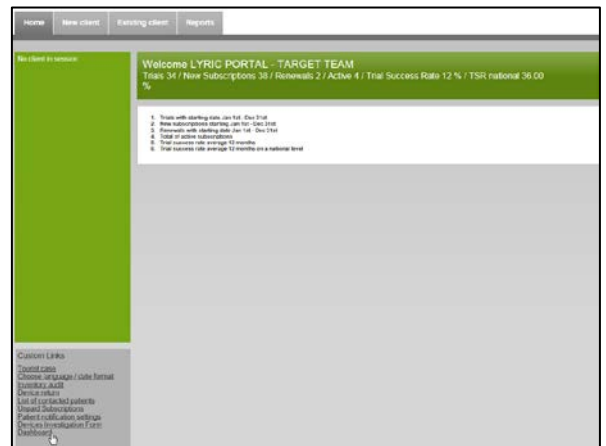 Home New client Existing client Reports
No client in session
Welcome LYRIC PORTAL - TARGET TEAM
Trials 34 / New Subscriptions 38 / Renewals 2 / Active 4 / Trial Success Rate 12 % / TSR national 36.00
%
1. Trials with starting date Jan 1st - Dec 31st
2. New subscriptions starting Jan 1st - Dec 31st
3. Renewals with starting date Jan 1st - Dec 31st
4. Total of active subscriptions
5. Trial success rate average 12 months
6. Trial success rate average 12 months on a national level
Custom Links
Tourist case
Choose language / date format
Inventory audit
Device return
List of contacted patients
Unpaid Subscriptions
Patient notification settings
Devices Investigation Form
Dashboard